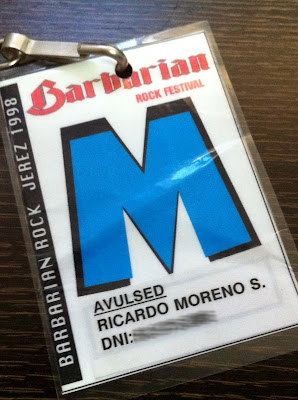 Barbarian
ROCK FESTIVAL
BARBARIAN ROCK JEREZ 1998
M
AVULSED
RICARDO MORENO S.
DNI: